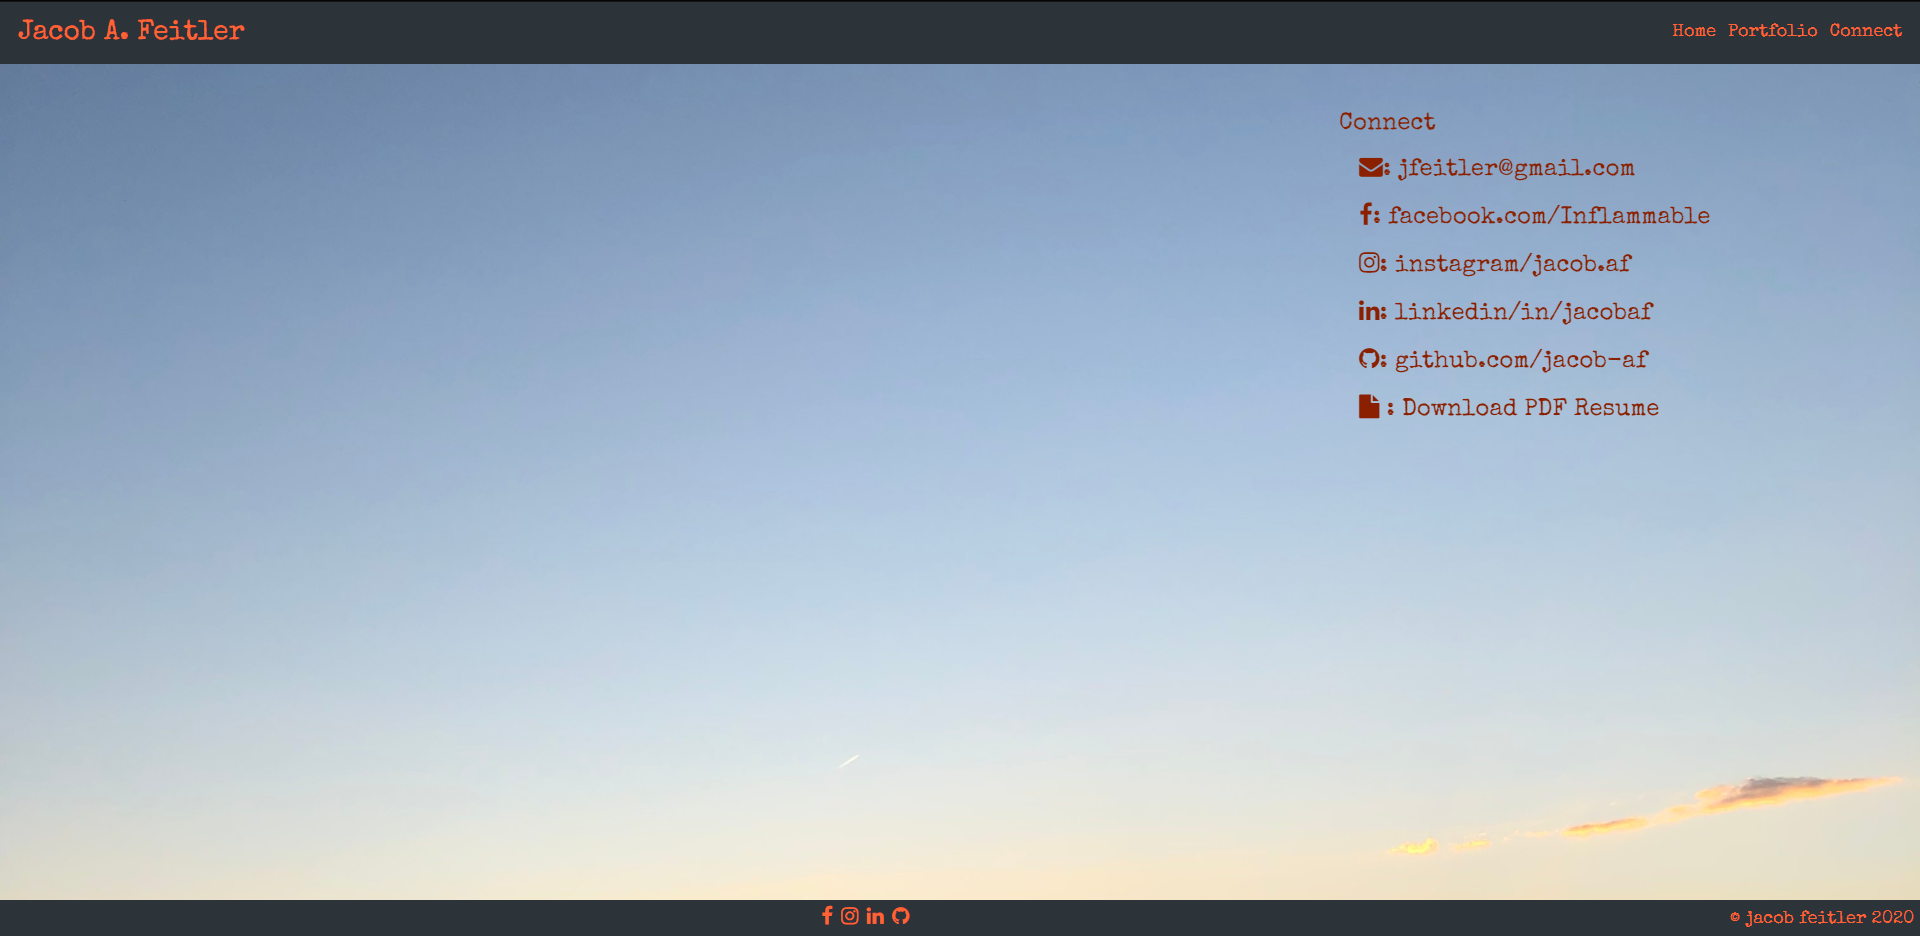 Jacob A. Feitler
Home Portfolio Connect
Connect
: jfeitler@gmail.com
: facebook.com/Inflammable
: instagram/jacob.af
in: linkedin/in/jacobaf
: github.com/jacob-af
: Download PDF Resume
in
© jacob feitler 2020